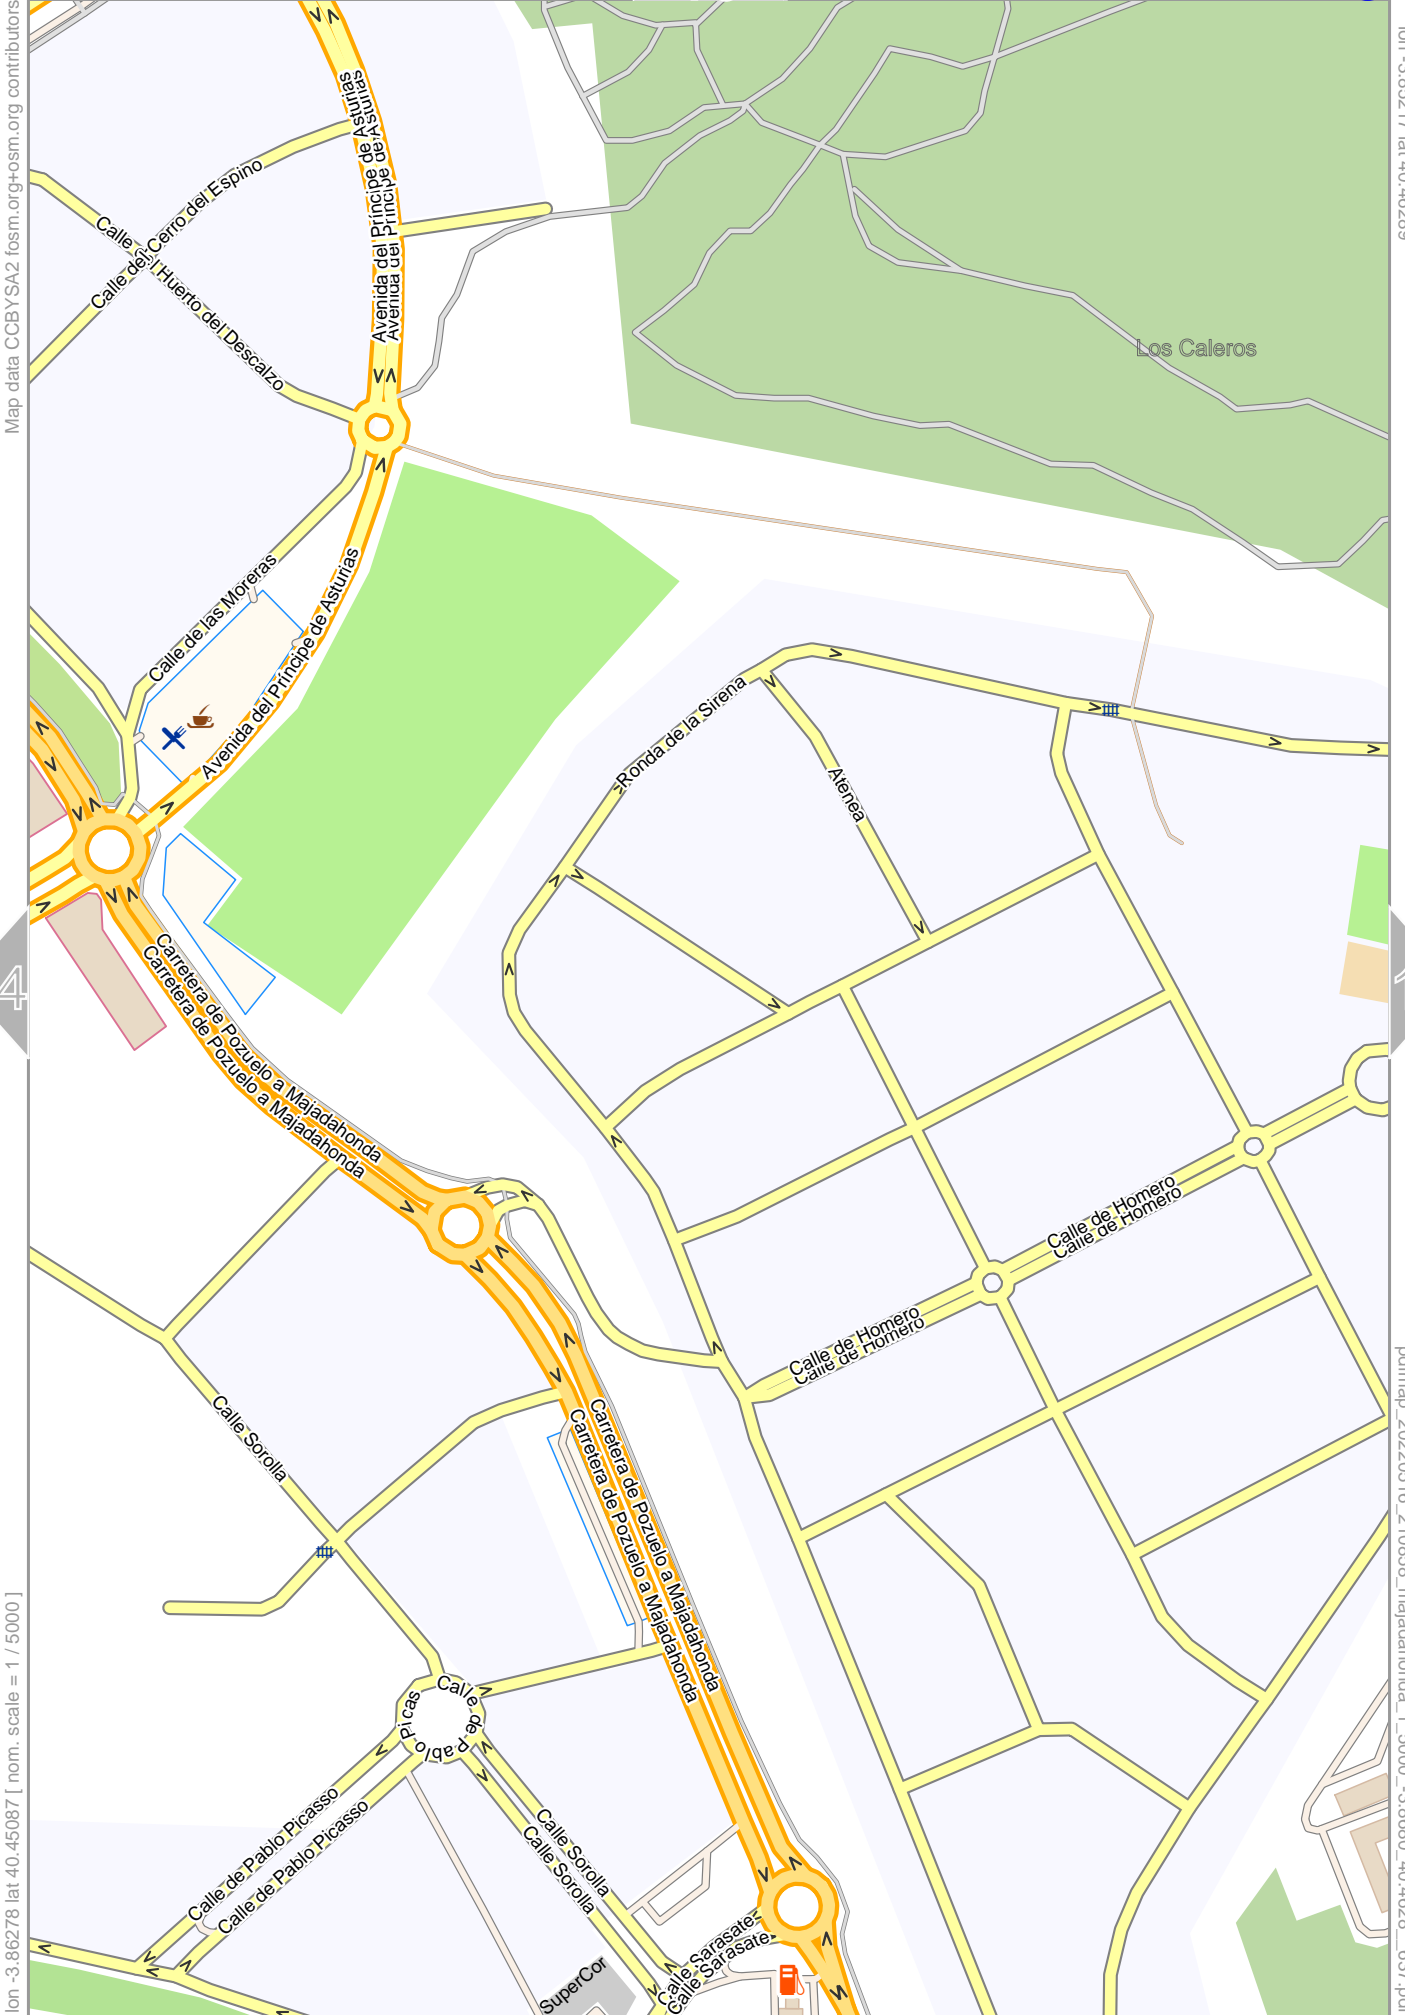 Map data CCBYSA2 fosm.org+osm.org contributors
Avenida del Príncipe de Asturias
Avenida del Príncipe de Asturias
Calle del Cerro del Espino
Calle del Huerto del Descalzo
Los Caleros
Calle de las Moreras
Avenida del Príncipe de Asturias
Ronda de la Sirena
Atenea
4
Carretera de Pozuelo a Majadahonda
Carretera de Pozuelo a Majadahonda
Calle de Homero
Calle de Homero
Calle de Homero
Calle de Homero
Calle Sorolla
Carretera de Pozuelo a Majadahonda
Carretera de Pozuelo a Majadahonda
Calle de Pablo Picas
Calle de Pablo Picasso
Calle de Pablo Picasso
Calle Sorolla
Calle Sorolla
Calle Sarasate
Calle Sarasate
SuperCor
lon -3.86278 lat 40.45087 [ nom. scale = 1 / 5000 ]